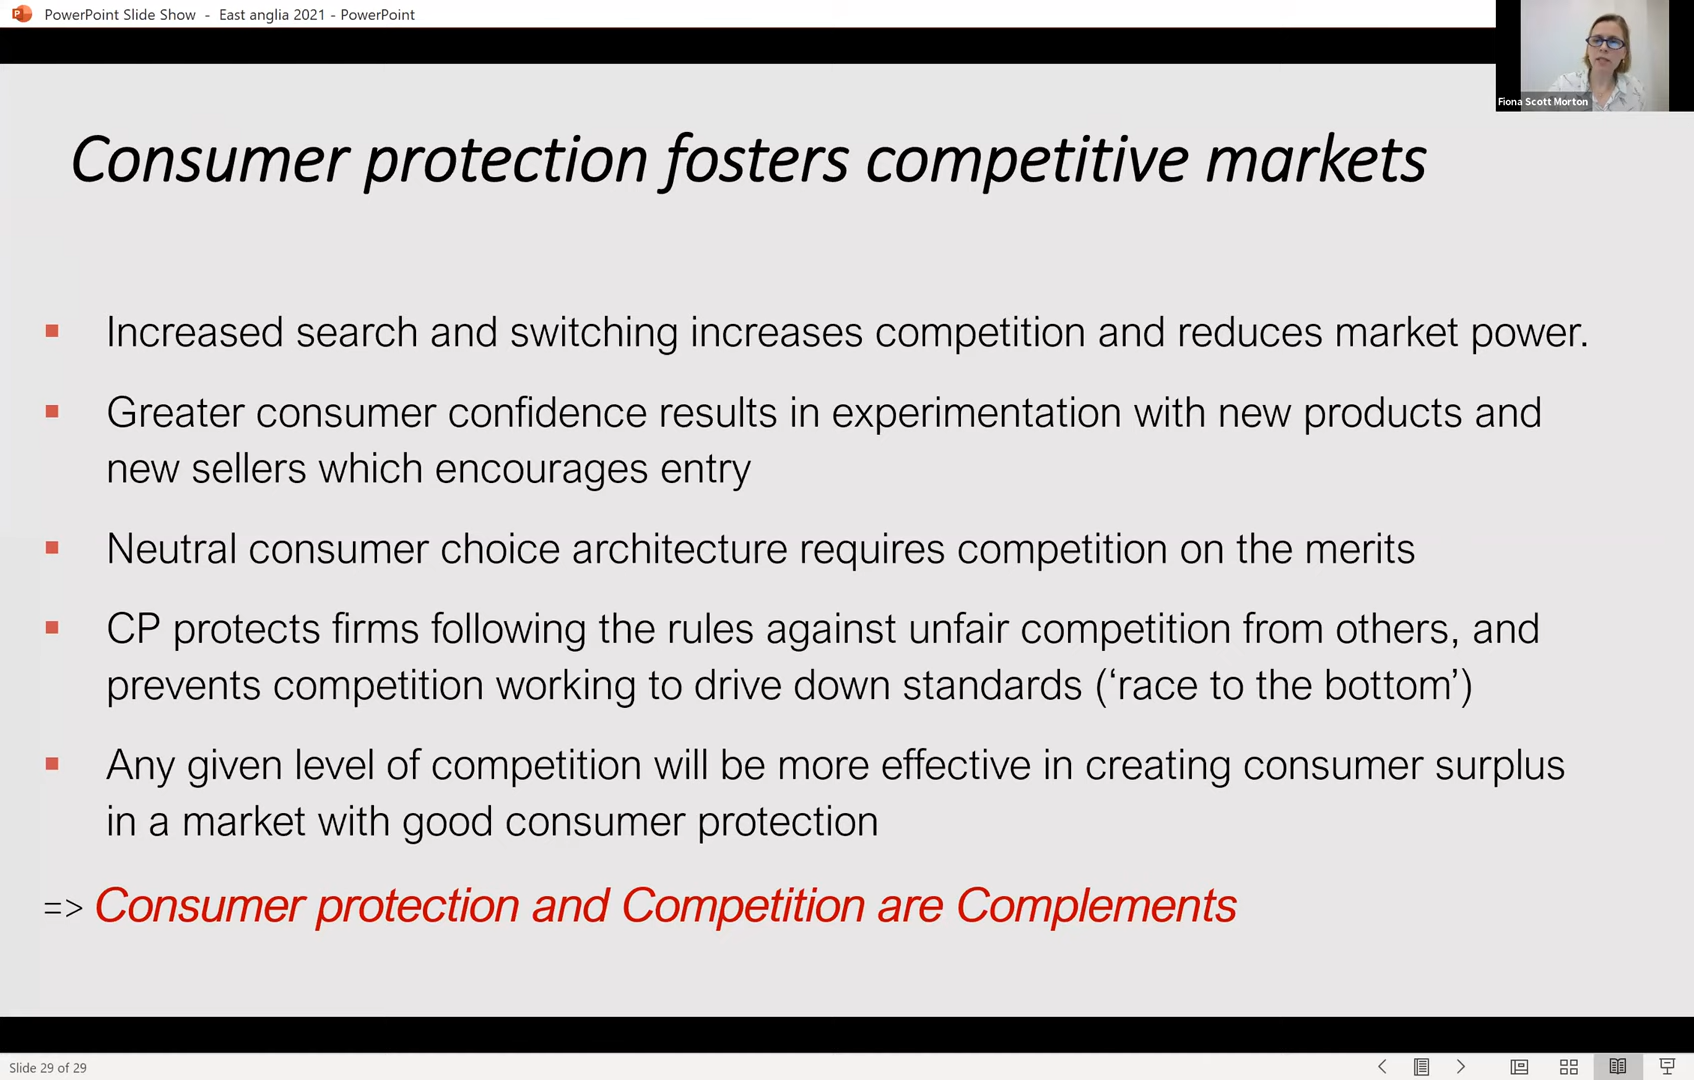 PowerPoint Slide Show - East anglia 2021 - PowerPoint
Fiona Scott Morton
Consumer protection fosters competitive markets
▪ Increased search and switching increases competition and reduces market power.
▪ Greater consumer confidence results in experimentation with new products and
new sellers which encourages entry
▪ Neutral consumer choice architecture requires competition on the merits
▪ CP protects firms following the rules against unfair competition from others, and
prevents competition working to drive down standards (‘race to the bottom’)
▪ Any given level of competition will be more effective in creating consumer surplus
in a market with good consumer protection
=> Consumer protection and Competition are Complements
Slide 29 of 29